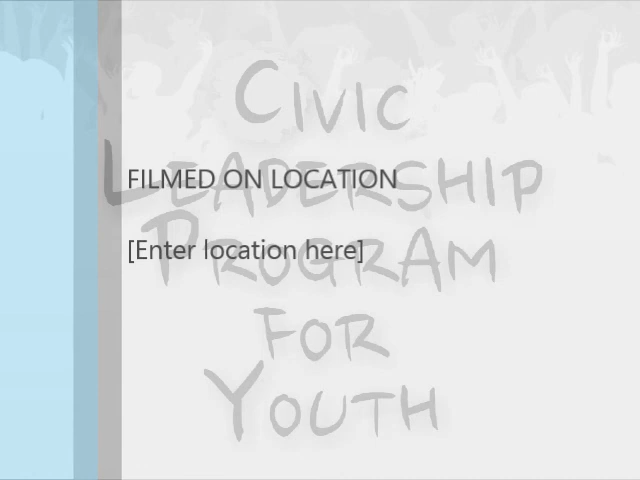 CIVIC
LEADERSHIP
FILMED ON LOCATION
PROGRAM
[Enter location here]
FOR
YOUTH